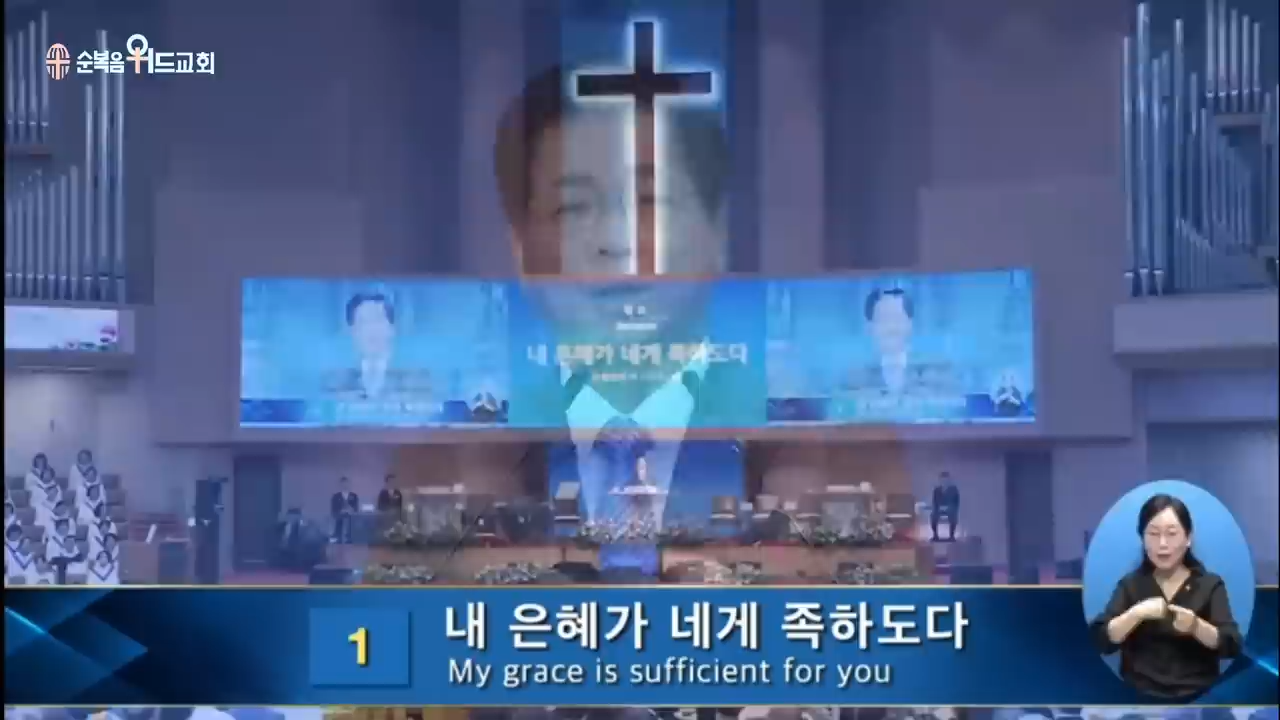 순복음위드교회
내 은혜가 네게 족하도다
1
내 은혜가 네게 족하도다
My grace is sufficient for you